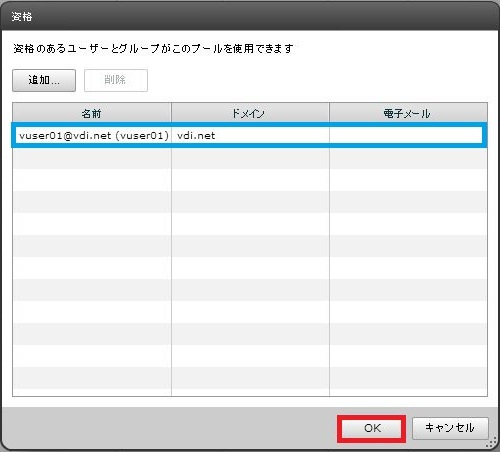 資格
資格のあるユーザーとグループがこのプールを使用できます
追加... 削除
名前 ドメイン 電子メール
vuser01@vdi.net (vuser01) vdi.net
OK キャンセル